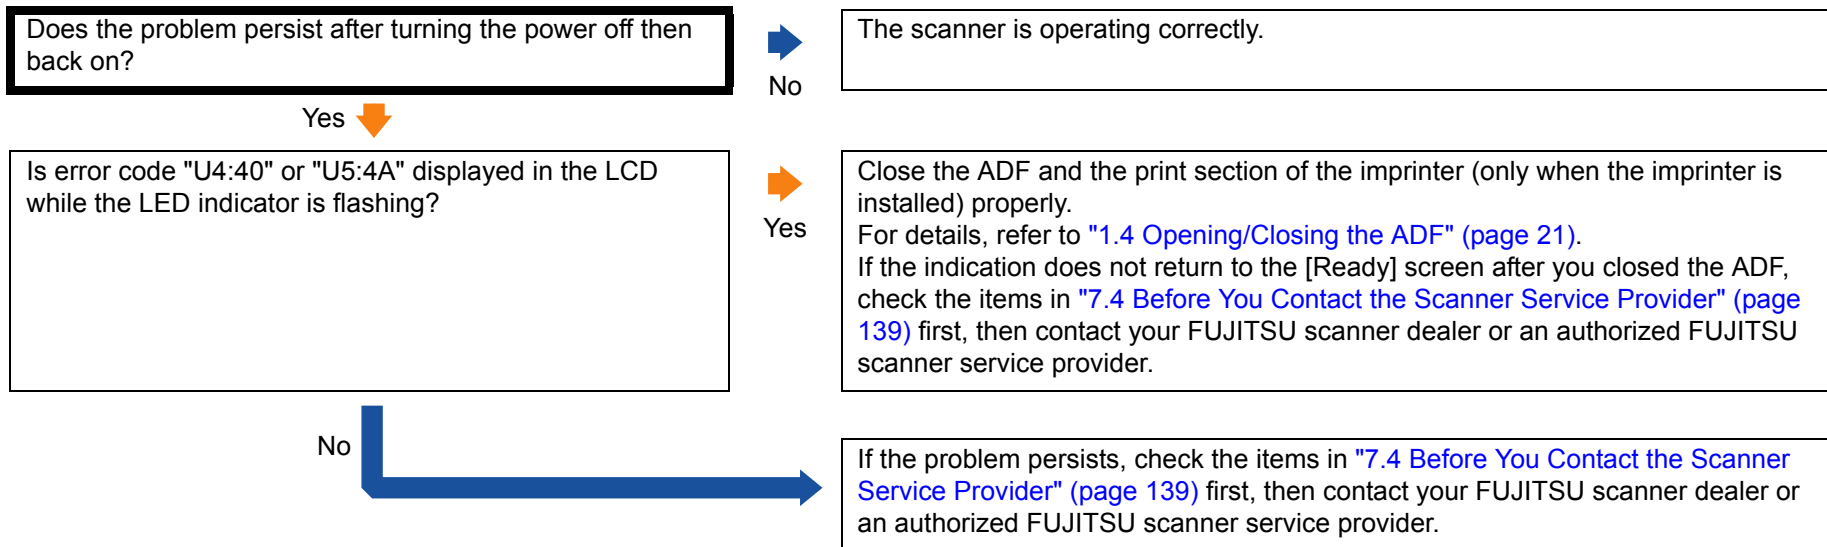 Does the problem persist after turning the power off then
back on?
No
The scanner is operating correctly.
Yes
Is error code "U4:40" or "U5:4A" displayed in the LCD
while the LED indicator is flashing?
Yes
Close the ADF and the print section of the imprinter (only when the imprinter is
installed) properly.
For details, refer to "1.4 Opening/Closing the ADF" (page 21).
If the indication does not return to the [Ready] screen after you closed the ADF,
check the items in "7.4 Before You Contact the Scanner Service Provider" (page
139) first, then contact your FUJITSU scanner dealer or an authorized FUJITSU
scanner service provider.
No
If the problem persists, check the items in "7.4 Before You Contact the Scanner
Service Provider" (page 139) first, then contact your FUJITSU scanner dealer or
an authorized FUJITSU scanner service provider.